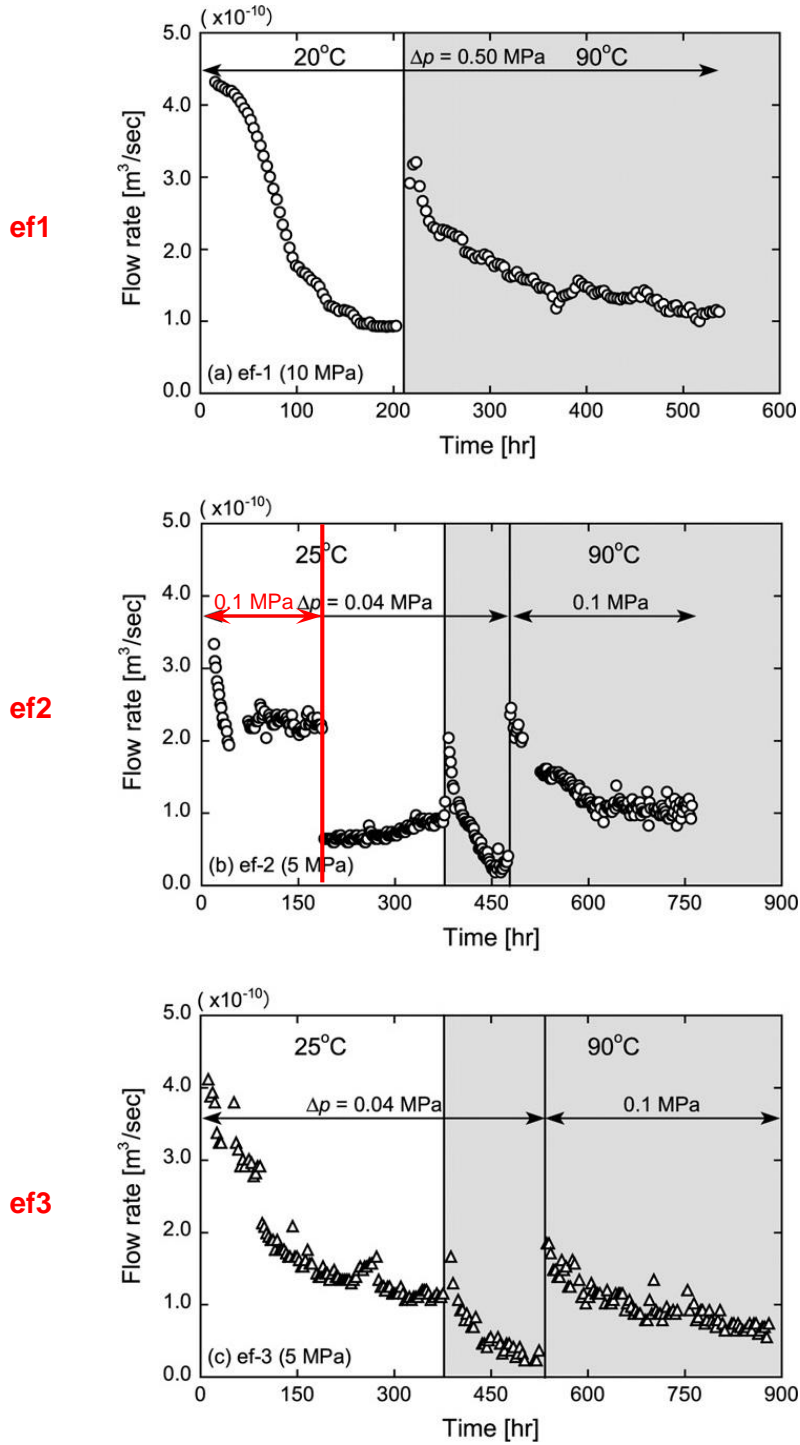 (x10⁻¹⁰)
5.0
20°C
Δp = 0.50 MPa
90°C
4.0
3.0
2.0
1.0
0.0
ef1
Flow rate [m³/sec]
(a) ef-1 (10 MPa)
0 100 200 300 400 500 600
Time [hr]
(x10⁻¹⁰)
5.0
25°C
90°C
4.0
0.1 MPa
Δp = 0.04 MPa
0.1 MPa
3.0
2.0
1.0
0.0
ef2
Flow rate [m³/sec]
(b) ef-2 (5 MPa)
0 150 300 450 600 750 900
Time [hr]
(x10⁻¹⁰)
5.0
25°C
90°C
4.0
Δp = 0.04 MPa
0.1 MPa
3.0
2.0
1.0
0.0
ef3
Flow rate [m³/sec]
(c) ef-3 (5 MPa)
0 150 300 450 600 750 900
Time [hr]